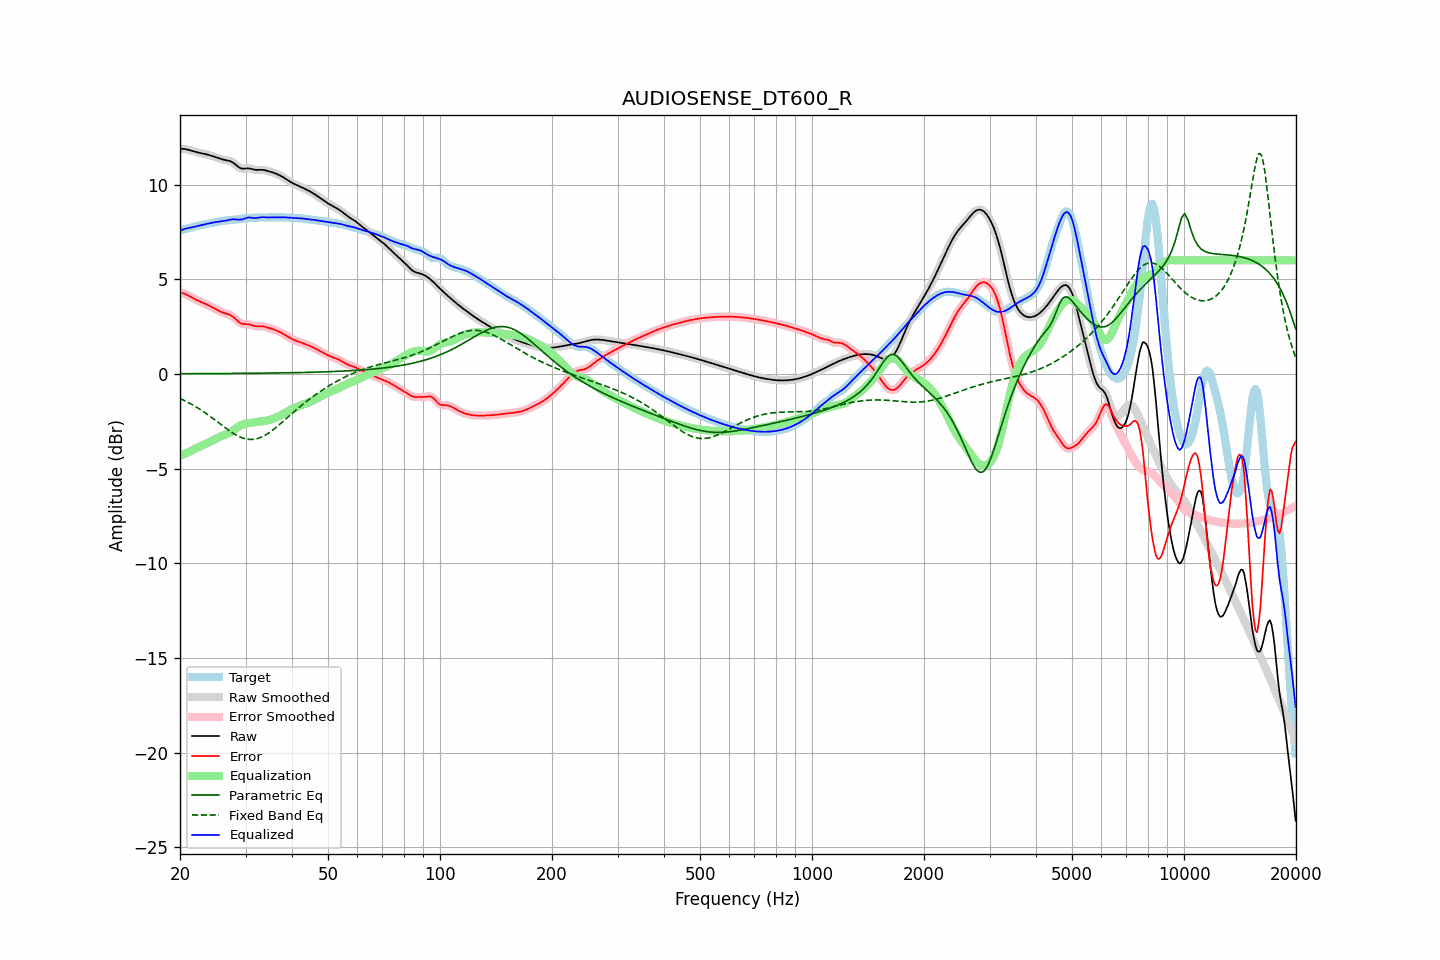 AUDIOSENSE_DT600_R
Amplitude (dBr)
10
5
0
−5
−10
−15
−20
−25
Target
Raw Smoothed
Error Smoothed
Raw
Error
Equalization
Parametric Eq
Fixed Band Eq
Equalized
20 50 100 200 500 1000 2000 5000 10000 20000
Frequency (Hz)